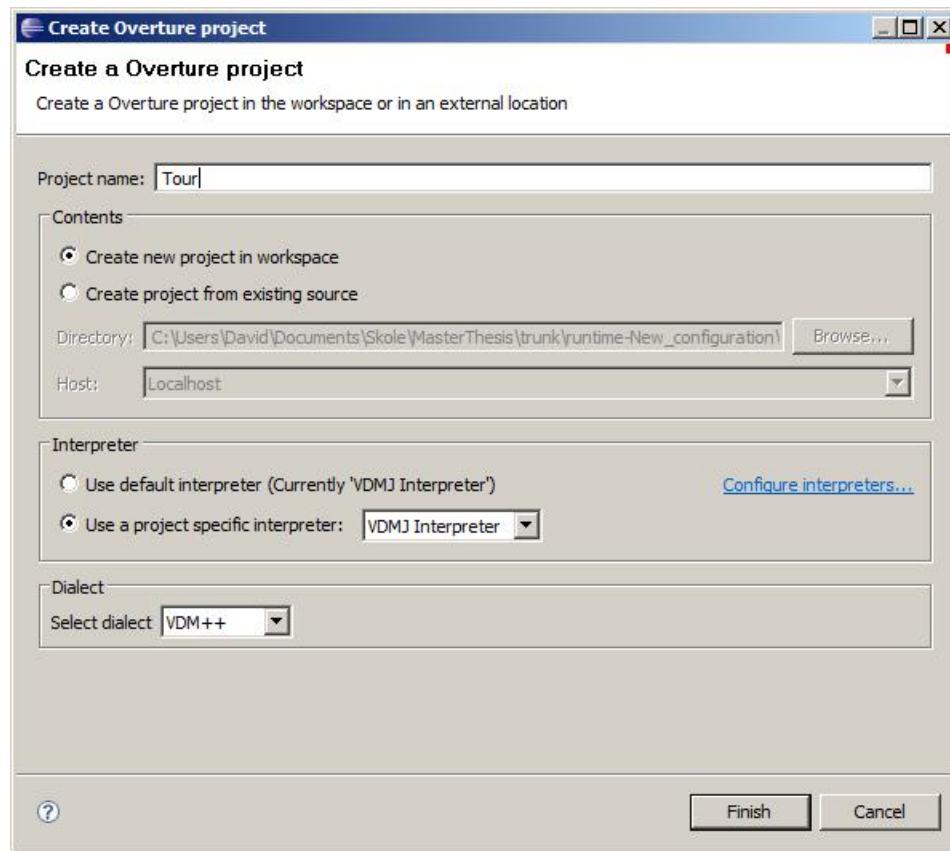 Create Overture project
Create a Overture project
Create a Overture project in the workspace or in an external location
Project name: Tour
Contents
Create new project in workspace
Create project from existing source
Directory: C:\Users\David\Documents\Skole\MasterThesis\trunk\runtime-New_configuration\ Browse...
Host: Localhost
Interpreter
Use default interpreter (Currently 'VDMJ Interpreter') Configure interpreters...
Use a project specific interpreter: VDMJ Interpreter
Dialect
Select dialect VDM++
? Finish Cancel